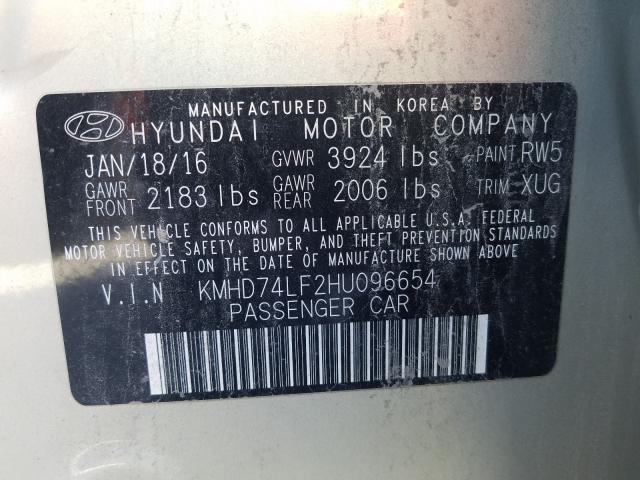 MANUFACTURED IN KOREA BY
HYUNDAI MOTOR COMPANY
JAN/18/16 GVWR 3924 lbs PAINT RW5
GAWR FRONT 2183 lbs GAWR REAR 2006 lbs TRIM XUG
THIS VEHICLE CONFORMS TO ALL APPLICABLE U.S.A. FEDERAL
MOTOR VEHICLE SAFETY, BUMPER, AND THEFT PREVENTION STANDARDS
IN EFFECT ON THE DATE OF MANUFACTURE SHOWN ABOVE
V.I.N KMHD74LF2HU096654
PASSENGER CAR